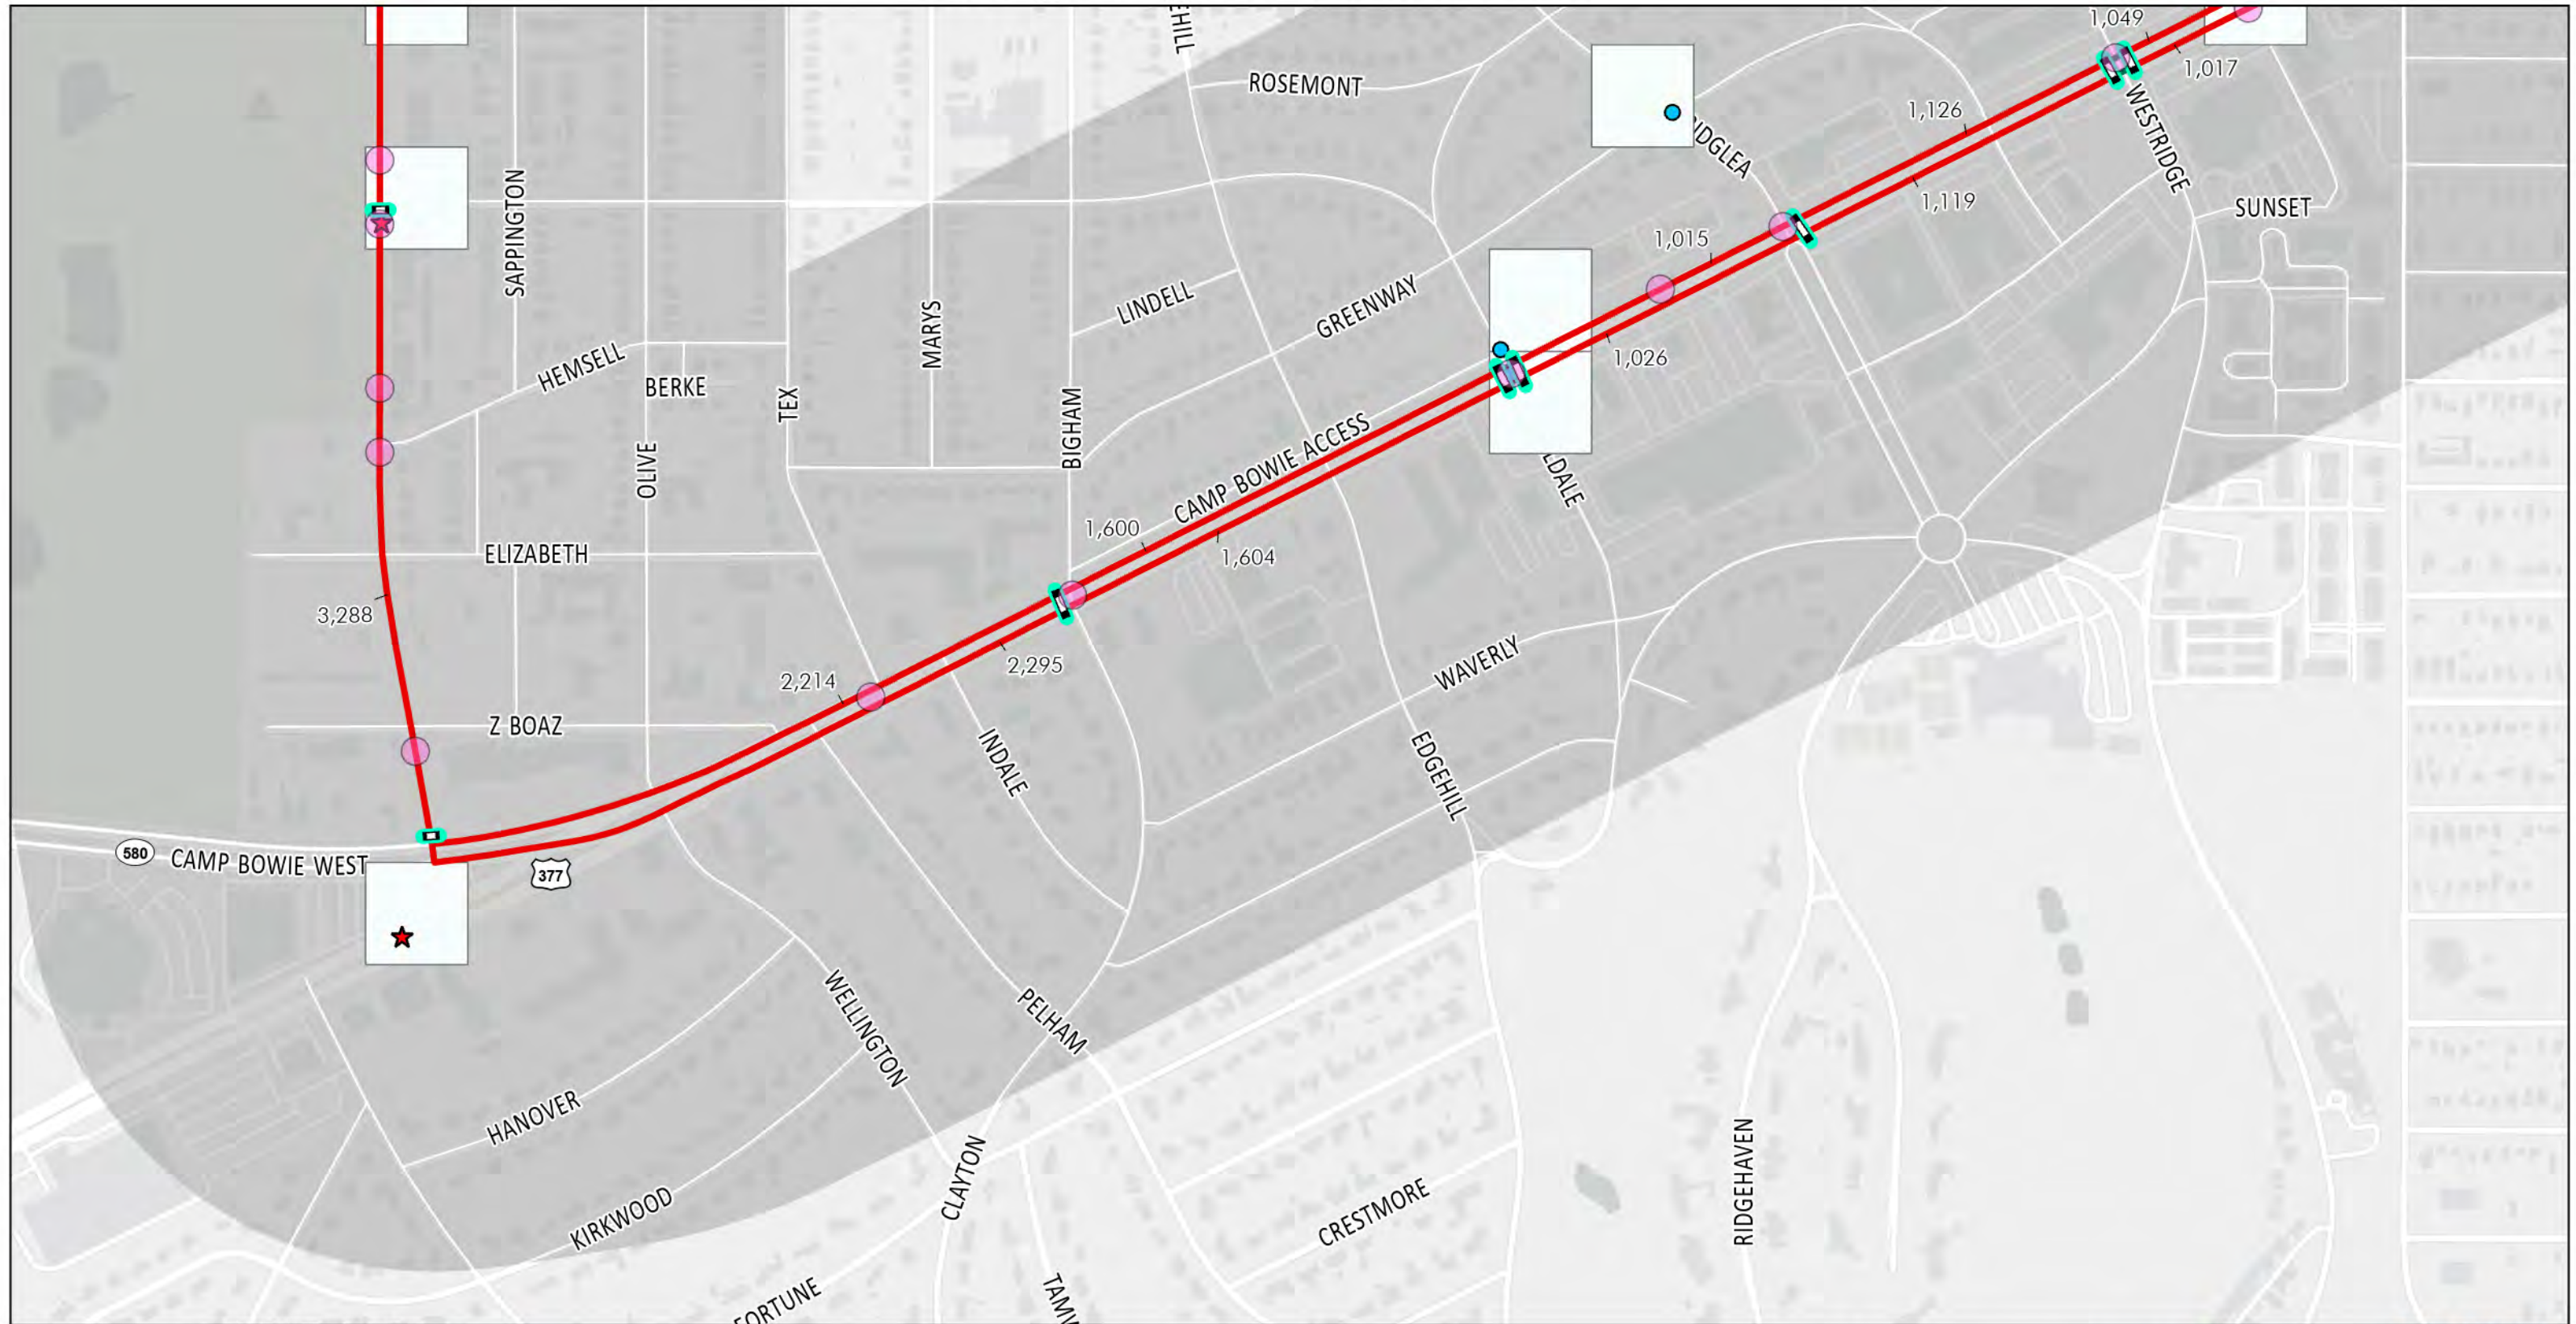 1,049
1,017
ROSEMONT
1,126
WESTRIDGE
SAPPINGTON
1,119
SUNSET
1,015
LINDELL
GREENWAY
MARYS
1,026
HEMSELL
BERKE
TEX
OLIVE
BIGHAM
CAMP BOWIE ACCESS
1,600
1,604
ELIZABETH
3,288
2,295
2,214
WAVERLY
Z BOAZ
INDALE
EDGEHILL
580
CAMP BOWIE WEST
377
WELLINGTON
PELHAM
HANOVER
CLAYTON
KIRKWOOD
CRESTMORE
RIDGEHAVEN
FORTUNE